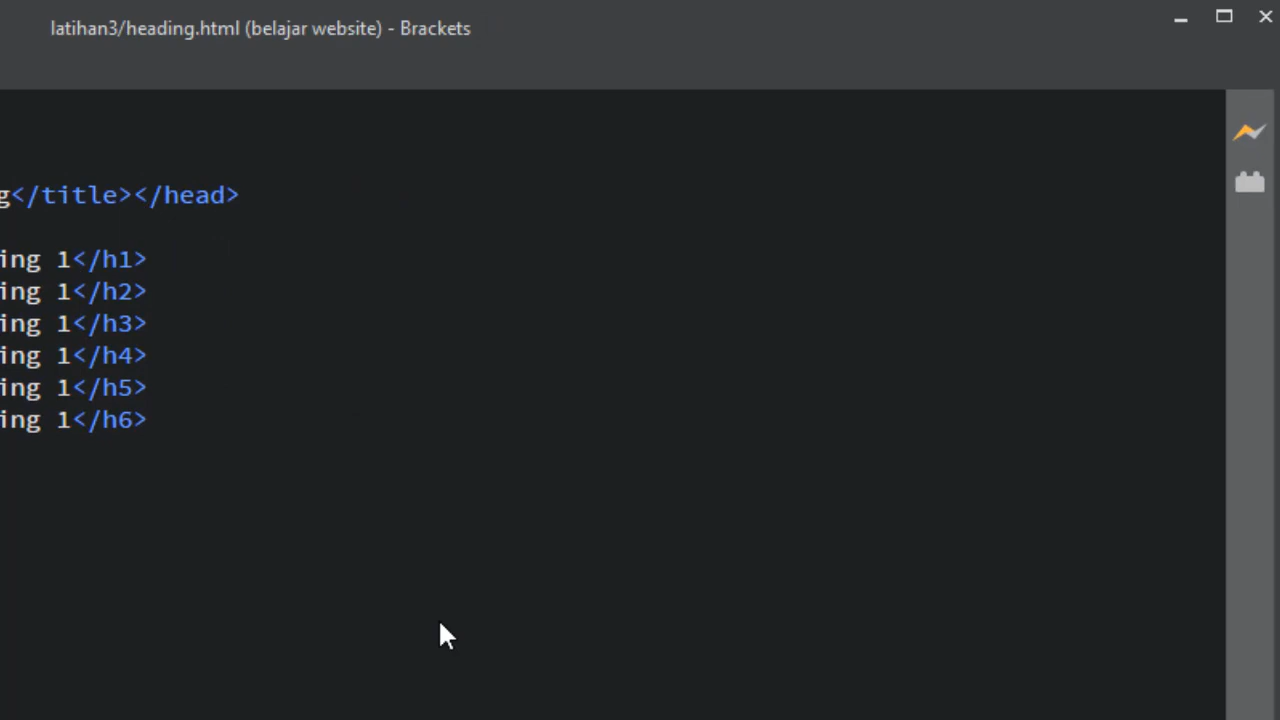 latihan3/heading.html (belajar website) - Brackets
g</title></head>
ing 1</h1>
ing 1</h2>
ing 1</h3>
ing 1</h4>
ing 1</h5>
ing 1</h6>